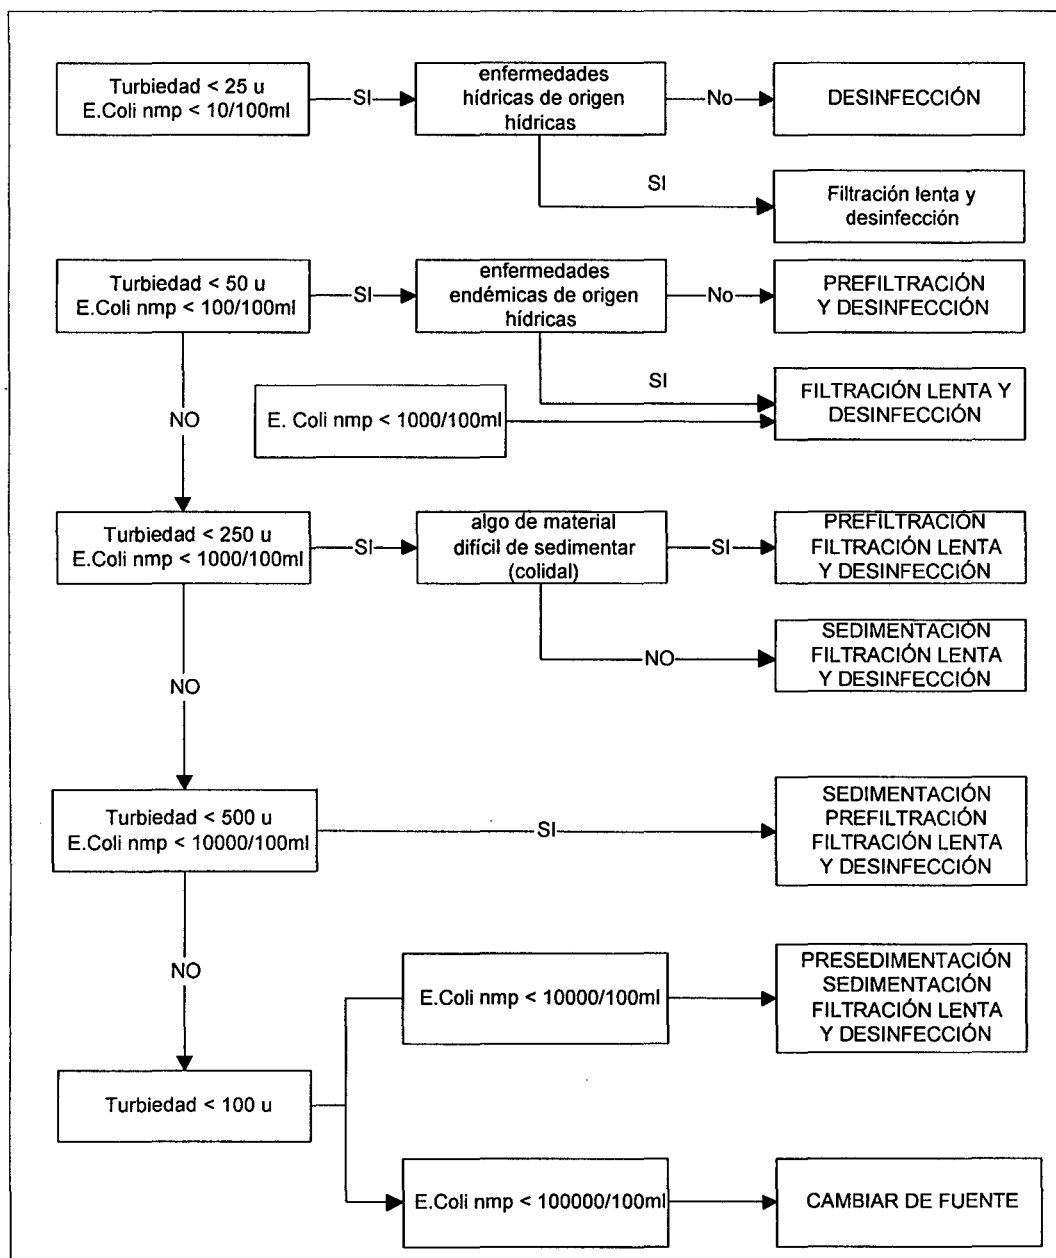 Turbiedad < 25 u
E.Coli nmp < 10/100ml
SI
enfermedades
hídricas de origen
hídricas
No
DESINFECCIÓN
SI
Filtración lenta y
desinfección
Turbiedad < 50 u
E.Coli nmp < 100/100ml
SI
enfermedades
endémicas de origen
hídricas
No
PREFILTRACIÓN
Y DESINFECCIÓN
SI
FILTRACIÓN LENTA Y
DESINFECCIÓN
NO
E. Coli nmp < 1000/100ml
Turbiedad < 250 u
E.Coli nmp < 1000/100ml
SI
algo de material
difícil de sedimentar
(colidal)
SI
PREFILTRACIÓN
FILTRACIÓN LENTA
Y DESINFECCIÓN
NO
SEDIMENTACIÓN
FILTRACIÓN LENTA
Y DESINFECCIÓN
NO
Turbiedad < 500 u
E.Coli nmp < 10000/100ml
SI
SEDIMENTACIÓN
PREFILTRACIÓN
FILTRACIÓN LENTA
Y DESINFECCIÓN
NO
E.Coli nmp < 10000/100ml
PRESEDIMENTACIÓN
SEDIMENTACIÓN
FILTRACIÓN LENTA
Y DESINFECCIÓN
Turbiedad < 100 u
E.Coli nmp < 100000/100ml
CAMBIAR DE FUENTE